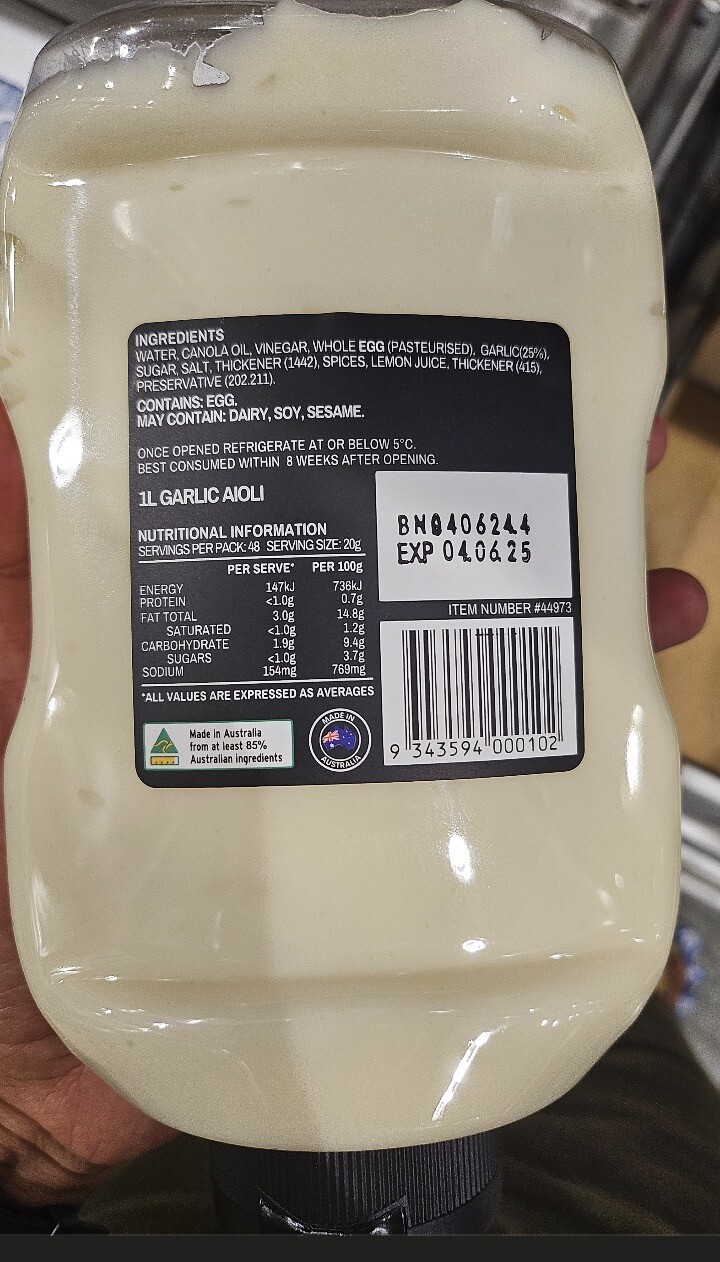 INGREDIENTS
WATER, CANOLA OIL, VINEGAR, WHOLE EGG (PASTEURISED), GARLIC(25%),
SUGAR, SALT, THICKENER (1442), SPICES, LEMON JUICE, THICKENER (415),
PRESERVATIVE (202.211).
CONTAINS: EGG.
MAY CONTAIN: DAIRY, SOY, SESAME.
ONCE OPENED REFRIGERATE AT OR BELOW 5°C.
BEST CONSUMED WITHIN 8 WEEKS AFTER OPENING.
1L GARLIC AIOLI
NUTRITIONAL INFORMATION
SERVINGS PER PACK: 48 SERVING SIZE: 20g
PER SERVE* PER 100g
ENERGY 147kJ 736kJ
PROTEIN <1.0g 0.7g
FAT TOTAL 3.0g 14.8g
SATURATED <1.0g 1.2g
CARBOHYDRATE 1.9g 9.4g
SUGARS <1.0g 3.7g
SODIUM 154mg 769mg
*ALL VALUES ARE EXPRESSED AS AVERAGES
BN040624.4
EXP 04.06.25
ITEM NUMBER #44973
9 343594 000102
Made in Australia
from at least 85%
Australian ingredients
MADE IN
AUSTRALIA